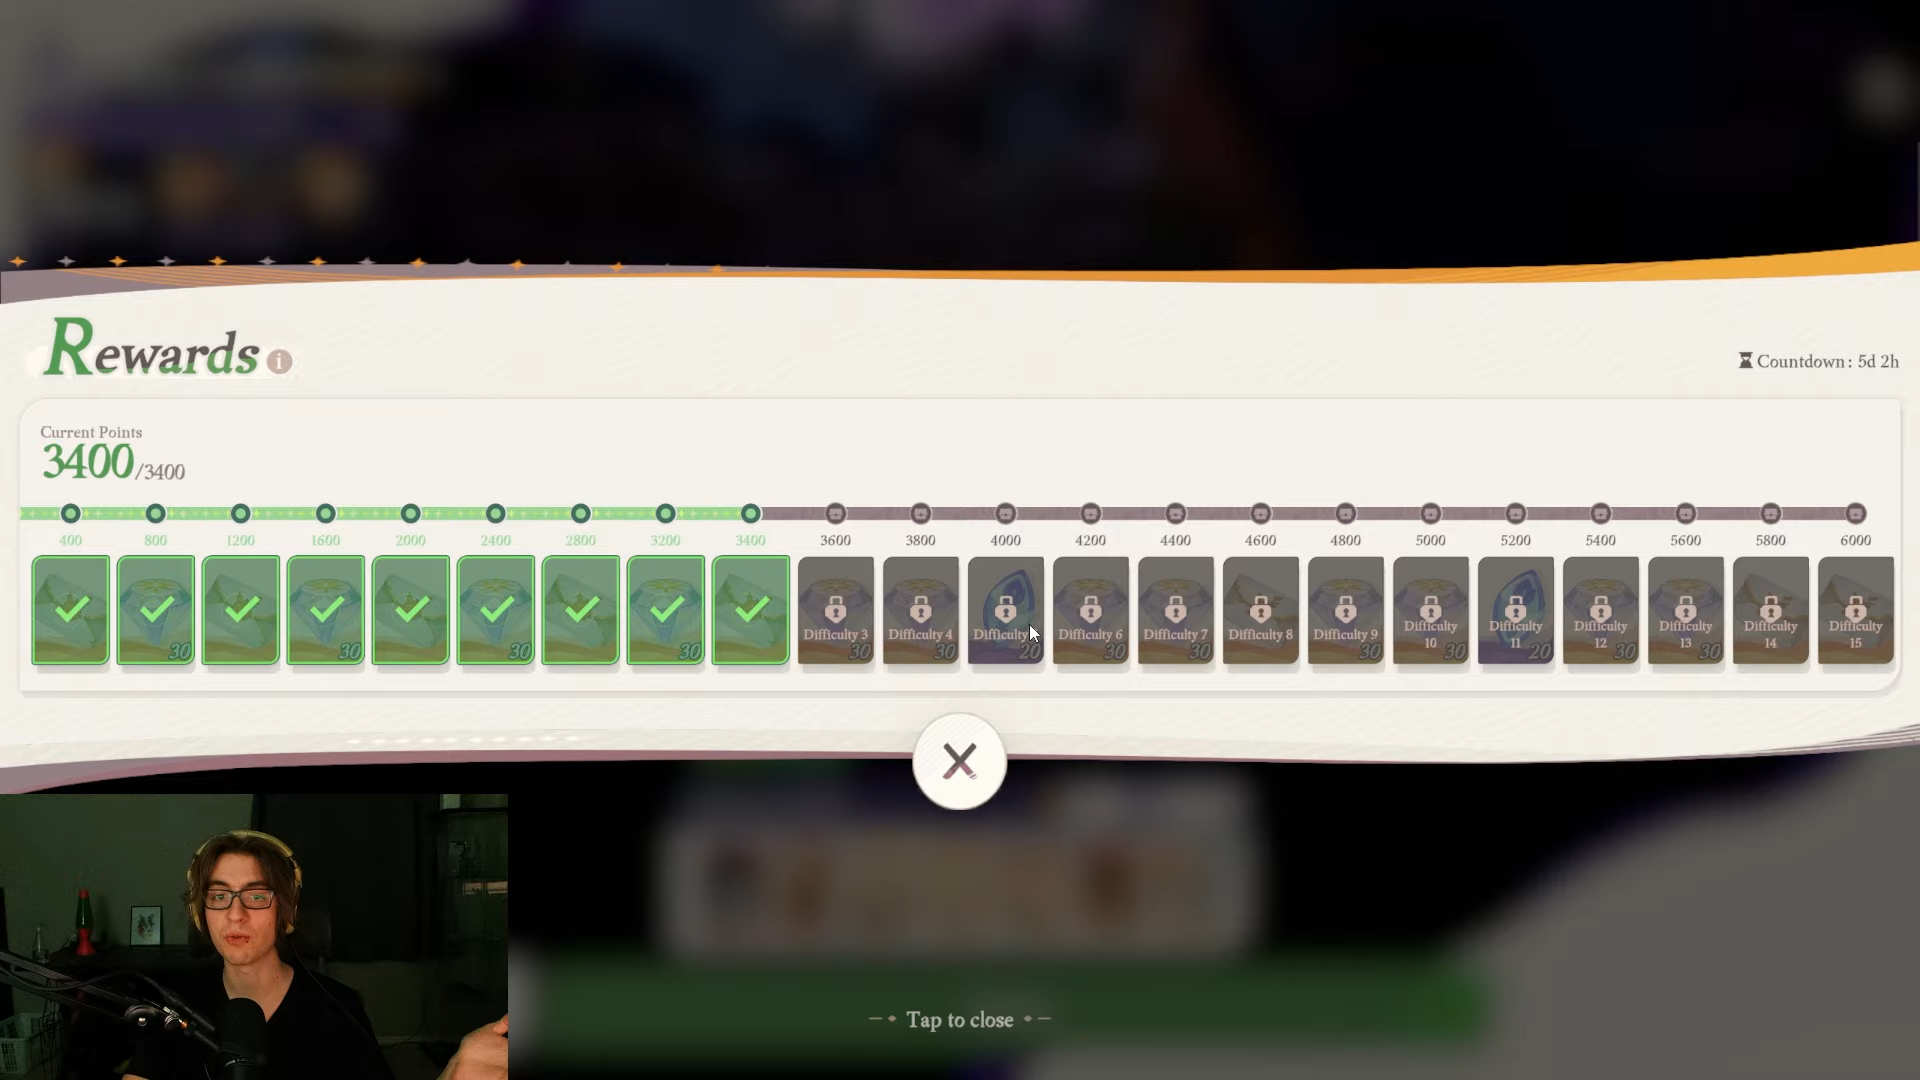 Rewards i
Countdown: 5d 2h
Current Points
3400/3400
400 800 1200 1600 2000 2400 2800 3200 3400 3600 3800 4000 4200 4400 4600 4800 5000 5200 5400 5600 5800 6000
Difficulty 3 Difficulty 4 Difficulty Difficulty 6 Difficulty 7 Difficulty 8 Difficulty 9 Difficulty 10 Difficulty 11 Difficulty 12 Difficulty 13 Difficulty 14 Difficulty 15
30 30 30 30 30 30 20 30 30 30 30 20 30 30
Tap to close